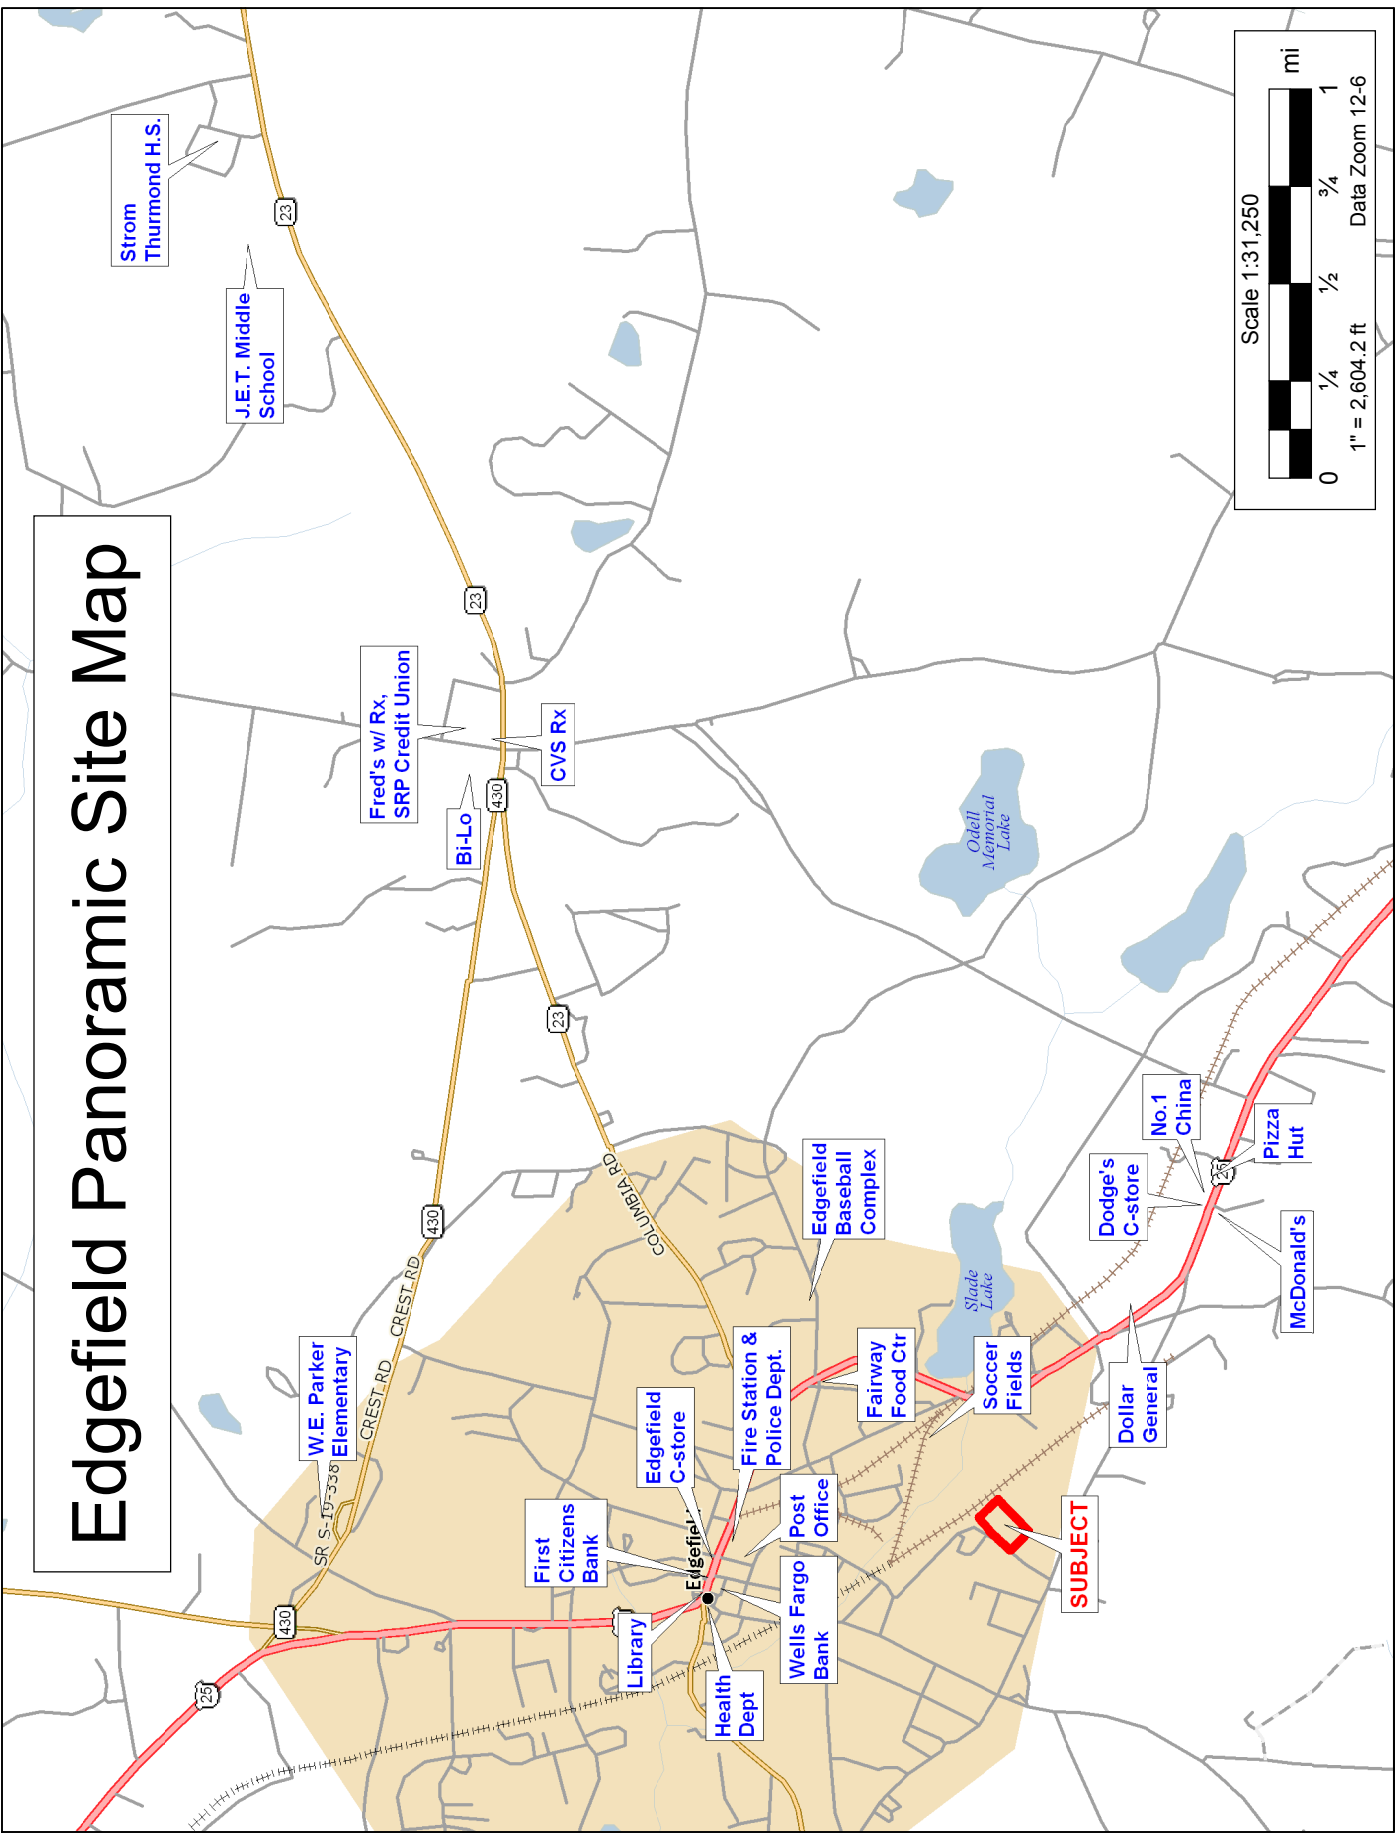 Edgefield Panoramic Site Map
Strom
Thurmond H.S.
J.E.T. Middle
School
23
23
Fred's w/ Rx,
SRP Credit Union
CVS Rx
Bi-Lo
430
23
430
COLUMBIA RD
CREST RD
CREST RD
W.E. Parker
Elementary
SR S-19-338
430
25
Edgefield
Baseball
Complex
Odell
Memorial
Lake
Slade
Lake
Fire Station &
Police Dept.
Edgefield
C-store
Fairway
Food Ctr
Soccer
Fields
First
Citizens
Bank
Edgefield
Post
Office
Library
Health
Dept
Wells Fargo
Bank
SUBJECT
Dollar
General
McDonald's
Dodge's
C-store
No.1
China
25
Pizza
Hut
Scale 1:31,250
mi
0 ¼ ½ ¾ 1
1" = 2,604.2 ft Data Zoom 12-6